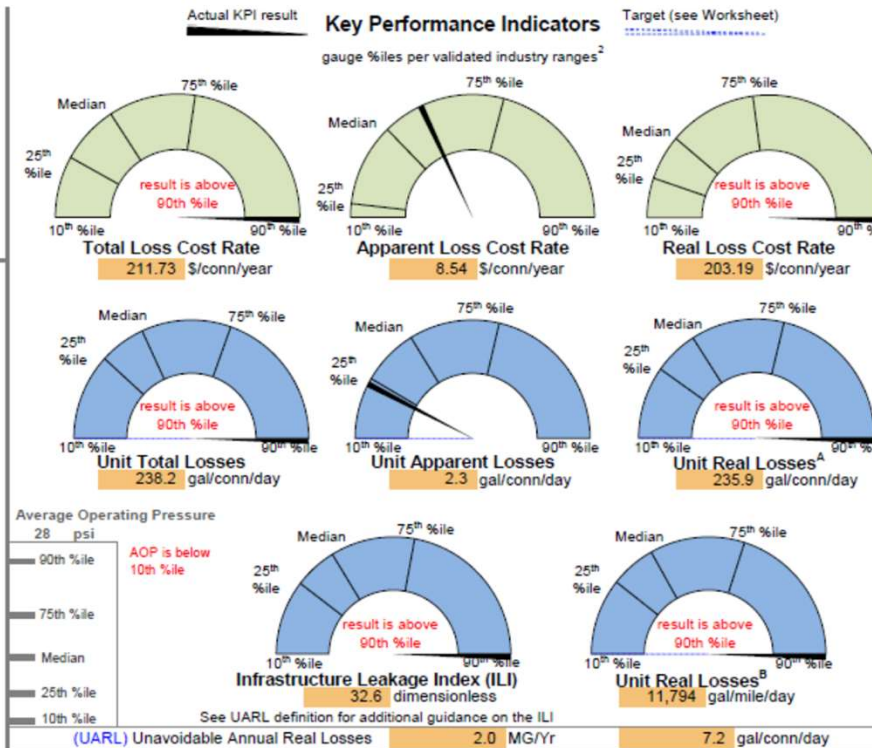 Actual KPI result
Key Performance Indicators
Target (see Worksheet)
gauge %iles per validated industry ranges²
75th %ile
Median
25th %ile
10th %ile
90th %ile
result is above
90th %ile
Total Loss Cost Rate
211.73 $/conn/year
75th %ile
Median
25th %ile
10th %ile
90th %ile
Apparent Loss Cost Rate
8.54 $/conn/year
75th %ile
Median
25th %ile
10th %ile
90th %
result is above
90th %ile
Real Loss Cost Rate
203.19 $/conn/year
75th %ile
Median
25th %ile
10th %ile
90th %ile
result is above
90th %ile
Unit Total Losses
238.2 gal/conn/day
75th %ile
Median
25th %ile
10th %ile
90th %ile
Unit Apparent Losses
2.3 gal/conn/day
75th %ile
Median
25th %ile
10th %ile
90th %
result is above
90th %ile
Unit Real Losses^A
235.9 gal/conn/day
Average Operating Pressure
28 psi
90th %ile
75th %ile
Median
25th %ile
10th %ile
AOP is below
10th %ile
75th %ile
Median
25th %ile
10th %ile
90th %ile
result is above
90th %ile
Infrastructure Leakage Index (ILI)
32.6 dimensionless
See UARL definition for additional guidance on the ILI
75th %ile
Median
25th %ile
10th %ile
90th %ile
result is above
90th %ile
Unit Real Losses^B
11,794 gal/mile/day
(UARL) Unavoidable Annual Real Losses 2.0 MG/Yr 7.2 gal/conn/day